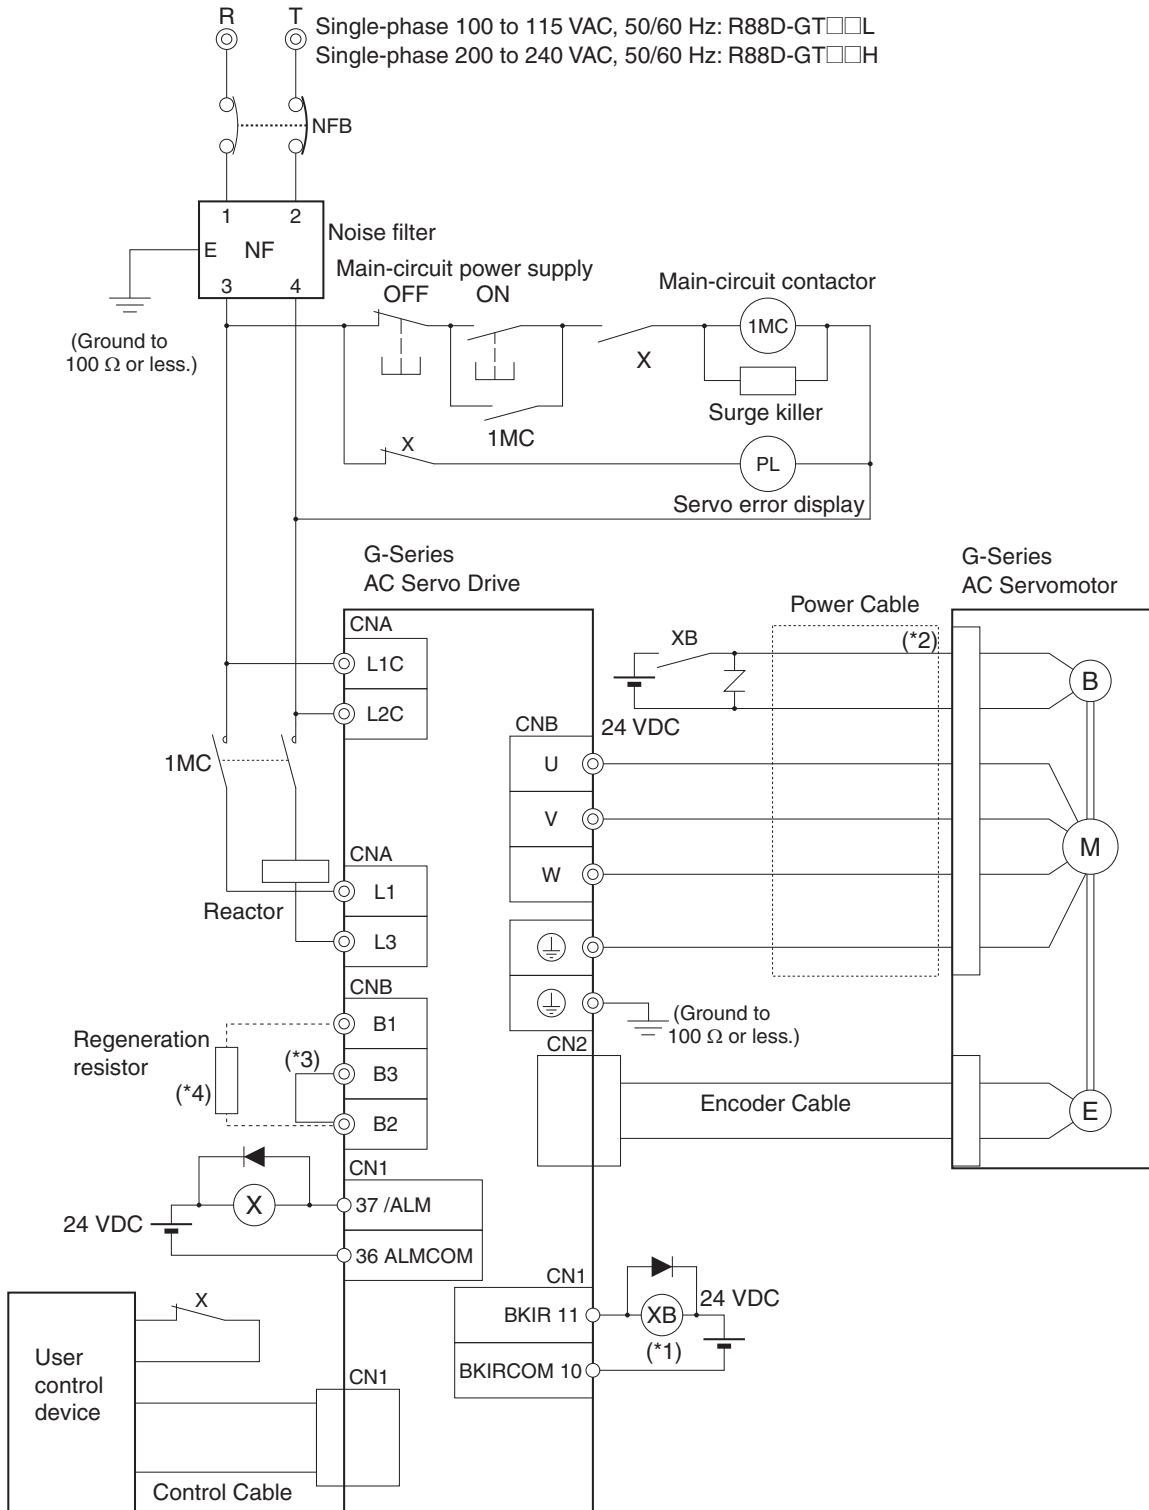 R
T
Single-phase 100 to 115 VAC, 50/60 Hz: R88D-GT□□L
Single-phase 200 to 240 VAC, 50/60 Hz: R88D-GT□□H
NFB
1
2
E
NF
3
4
Noise filter
(Ground to
100 Ω or less.)
Main-circuit power supply
OFF
ON
Main-circuit contactor
1MC
X
Surge killer
1MC
X
PL
Servo error display
G-Series
AC Servo Drive
G-Series
AC Servomotor
Power Cable
CNA
L1C
L2C
XB
(*2)
B
24 VDC
CNB
U
V
W
M
1MC
CNA
L1
L3
Reactor
(Ground to
100 Ω or less.)
CNB
B1
B3
B2
Regeneration
resistor
(*3)
(*4)
CN2
Encoder Cable
E
CN1
37 /ALM
36 ALMCOM
X
24 VDC
CN1
BKIR 11
BKIRCOM 10
XB
(*1)
24 VDC
X
User
control
device
CN1
Control Cable